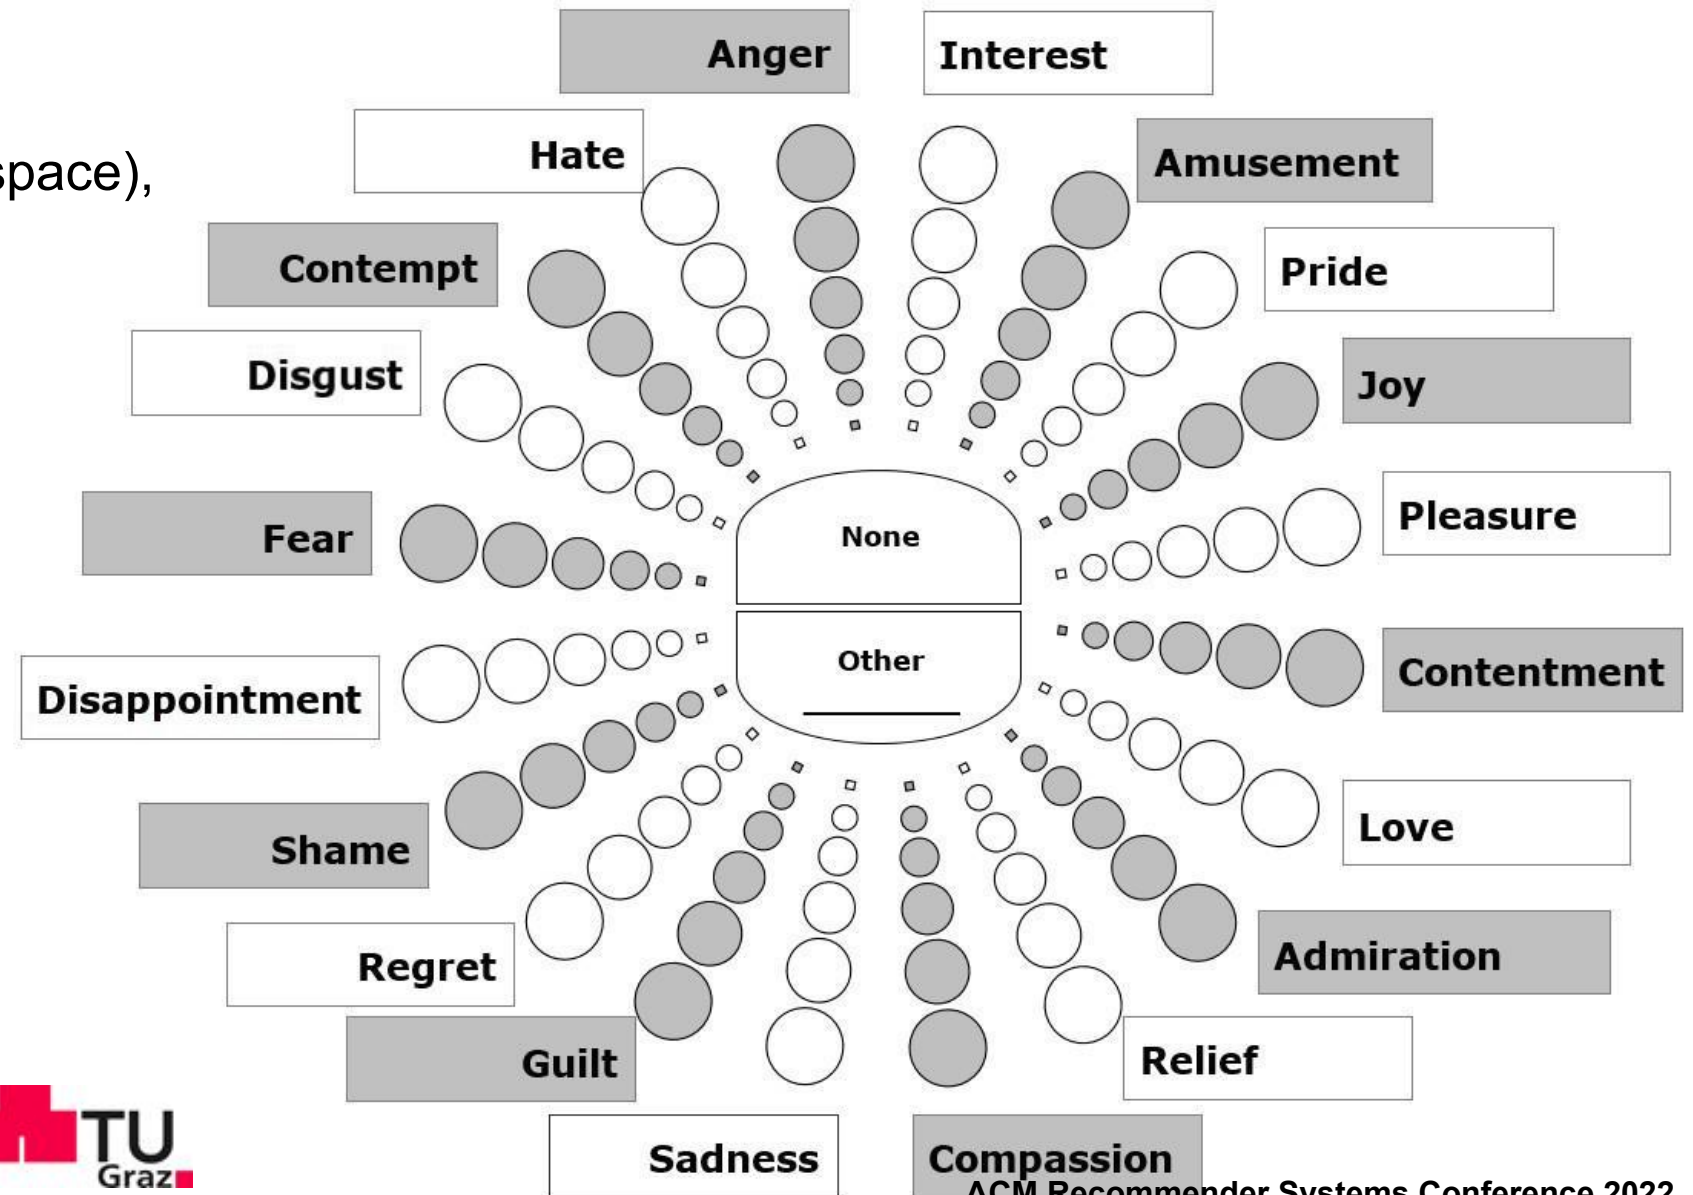 Anger
Interest
Hate
Amusement
space),
Contempt
Pride
Disgust
Joy
Pleasure
Fear
None
Other
Disappointment
Contentment
Shame
Love
Regret
Admiration
Guilt
Relief
Sadness
Compassion
TU
Graz
ACM Recommender Systems Conference 2022